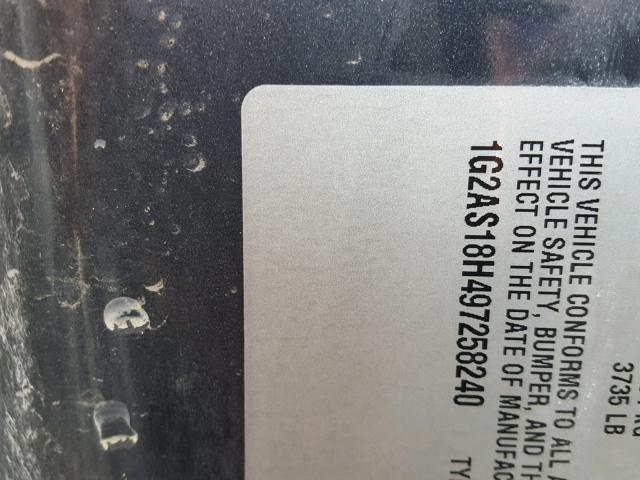 3735 LB
THIS VEHICLE CONFORMS TO ALL A
VEHICLE SAFETY, BUMPER, AND TH
EFFECT ON THE DATE OF MANUFAC
1G2AS18H497258240
TY